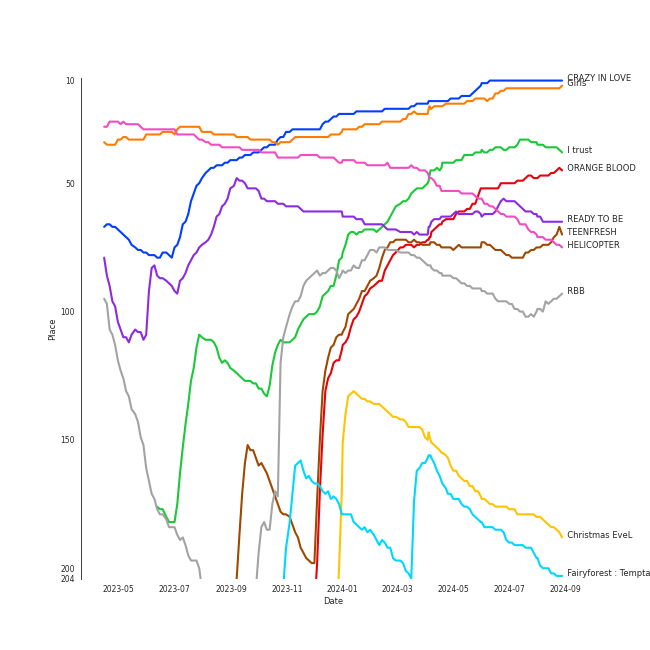 10
50
100
150
200
204
Place
2023-05
2023-07
2023-09
2023-11
2024-01
2024-03
2024-05
2024-07
2024-09
Date
CRAZY IN LOVE
Girls
I trust
ORANGE BLOOD
READY TO BE
TEENFRESH
HELICOPTER
RBB
Christmas EveL
Fairyforest : Tempta